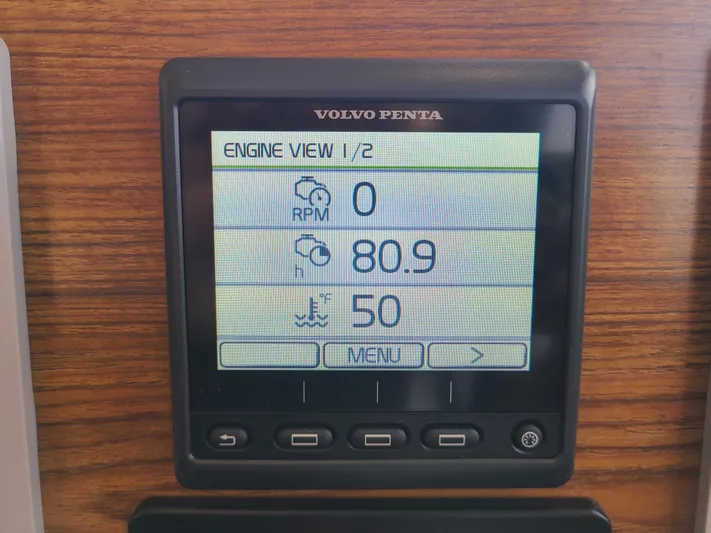 VOLVO PENTA
ENGINE VIEW 1/2
RPM 0
h 80.9
°F 50
MENU >